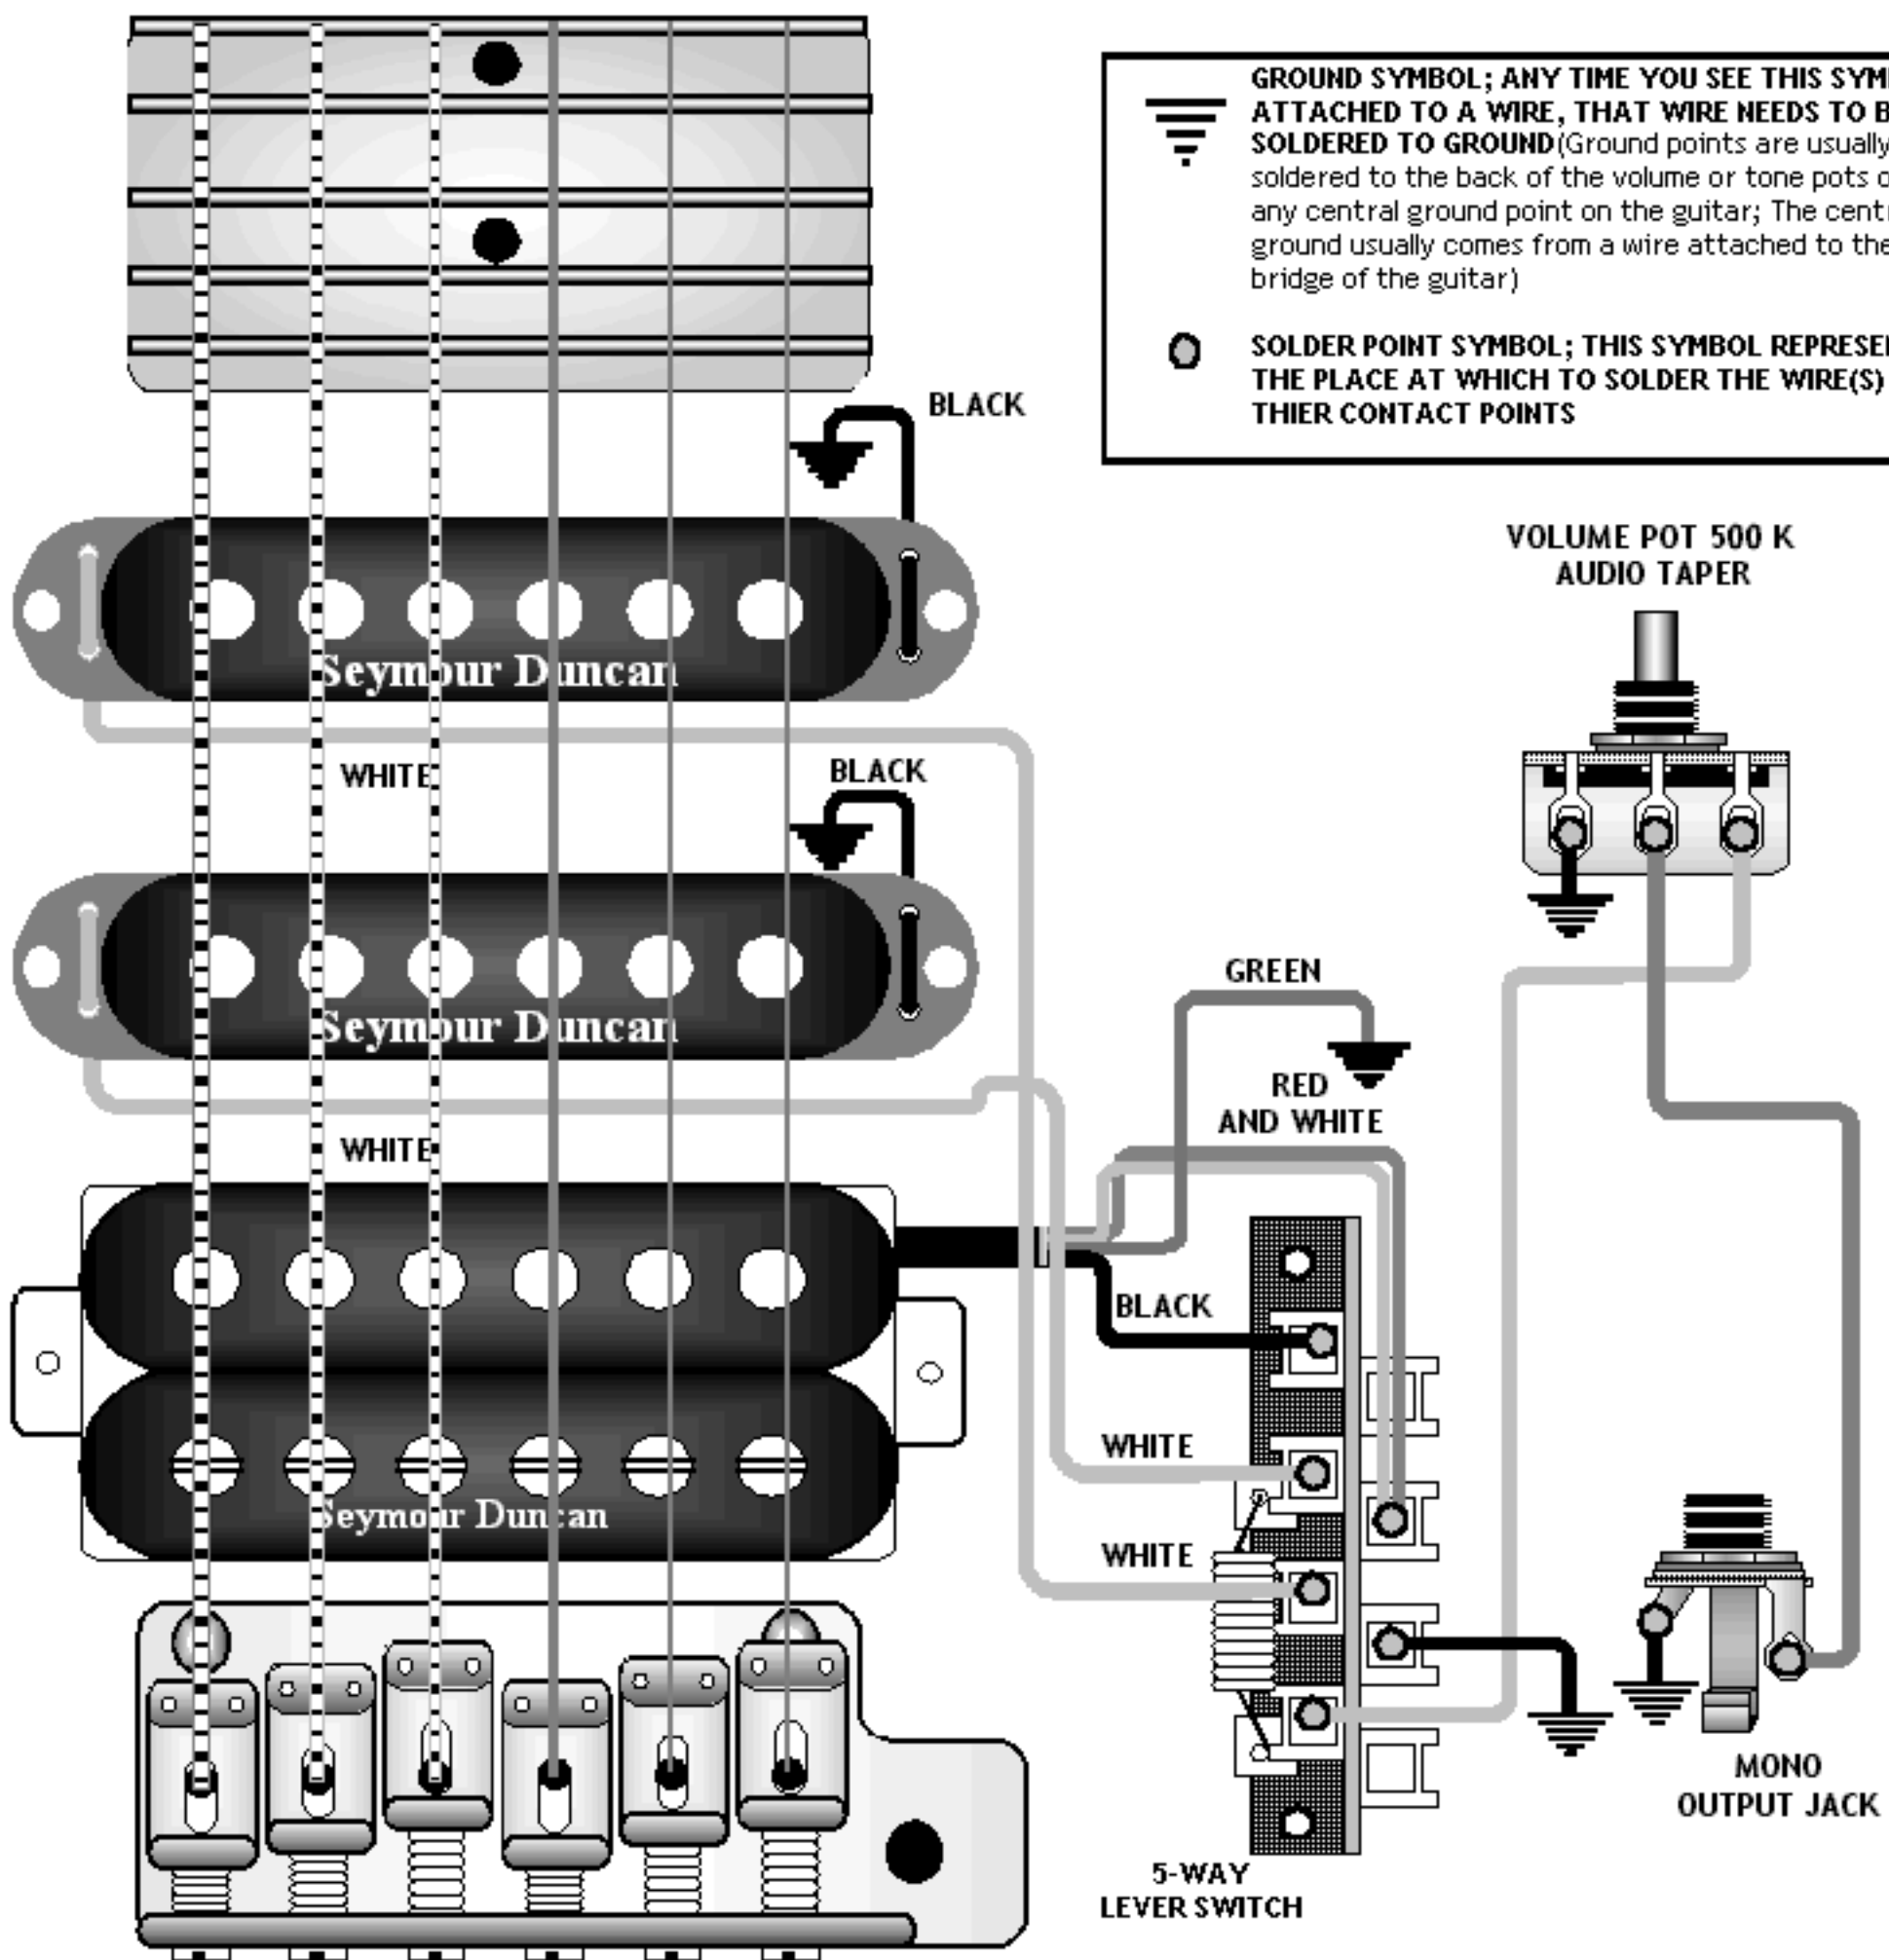 GROUND SYMBOL; ANY TIME YOU SEE THIS
ATTACHED TO A WIRE, THAT WIRE NEEDS TO
SOLDERED TO GROUND(Ground points are usually
soldered to the back of the volume or tone pots
any central ground point on the guitar; The
ground usually comes from a wire attached to the
bridge of the guitar)
SOLDER POINT SYMBOL; THIS SYMBOL
THE PLACE AT WHICH TO SOLDER THE WIRE(S)
THIER CONTACT POINTS
BLACK
VOLUME POT 500 K
AUDIO TAPER
Seymour Duncan
WHITE
BLACK
Seymour Duncan
GREEN
RED
AND WHITE
WHITE
BLACK
WHITE
Seymour Duncan
WHITE
MONO
OUTPUT JACK
5-WAY
LEVER SWITCH